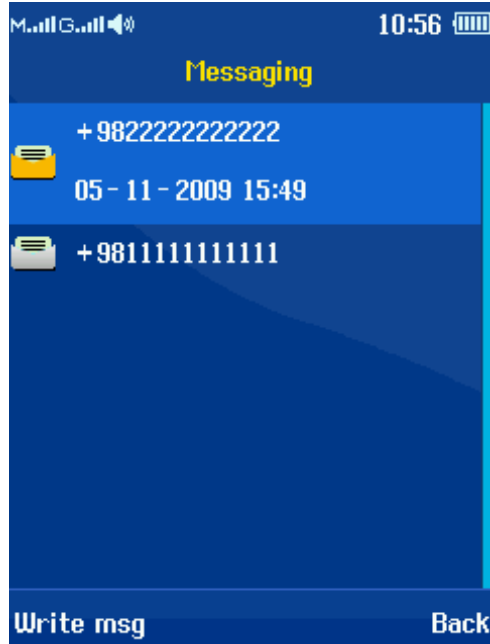 M G 10:56
Messaging
+9822222222222
05-11-2009 15:49
+9811111111111
Write msg Back